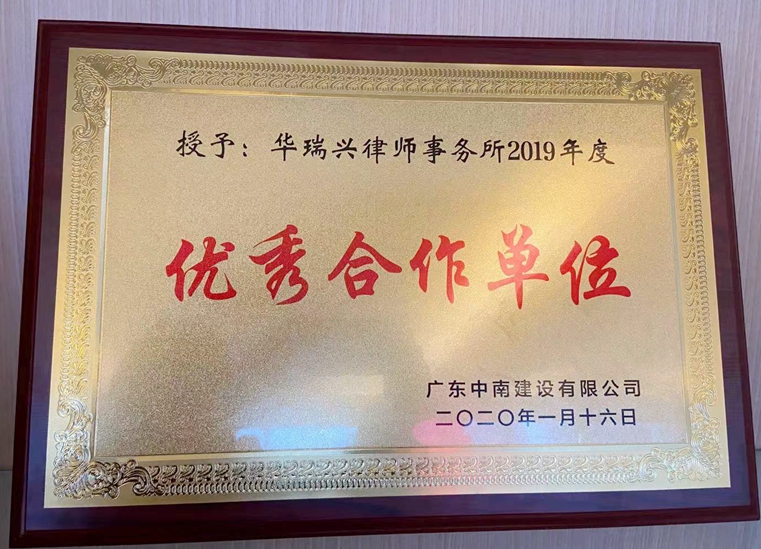 授予：华瑞兴律师事务所2019年度
优秀合作单位
广东中南建设有限公司
二〇二〇年一月十六日